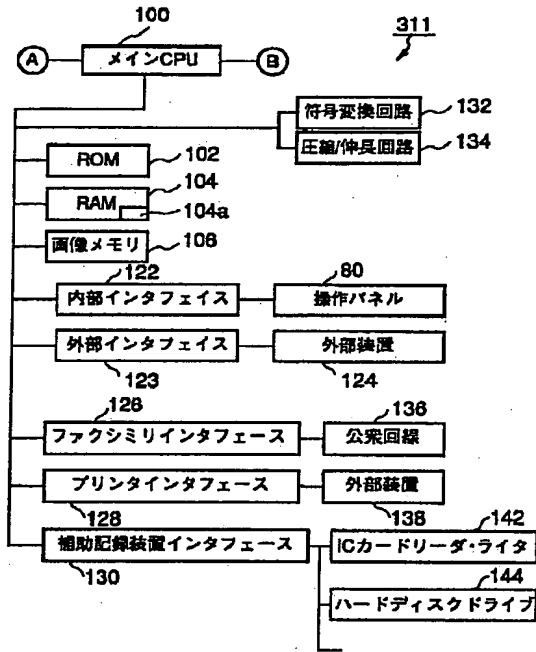 100
311
A メインCPU B
符号変換回路 132
圧縮/伸長回路 134
ROM 102
RAM 104
104a
画像メモリ 106
122
内部インタフェイス
80
操作パネル
外部インタフェイス
123
外部装置
124
126
ファクシミリインタフェース
136
公衆回線
プリンタインタフェース
128
外部装置
138
補助記録装置インタフェース
130
142
ICカードリーダ・ライタ
144
ハードディスクドライブ